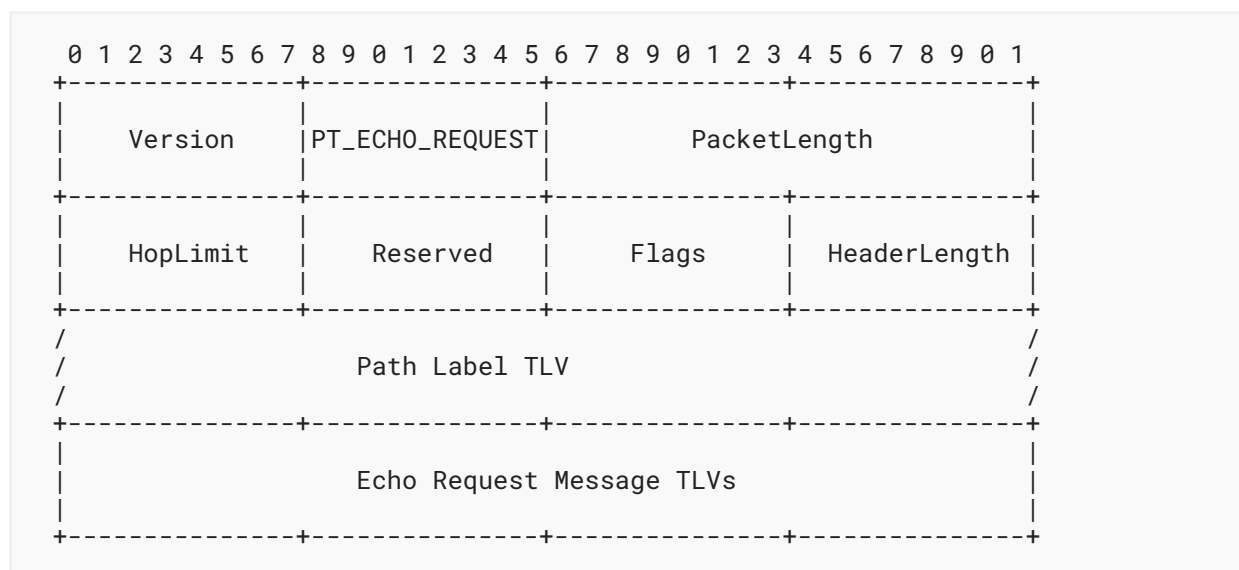 0 1 2 3 4 5 6 7 8 9 0 1 2 3 4 5 6 7 8 9 0 1 2 3 4 5 6 7 8 9 0 1
Version PT_ECHO_REQUEST PacketLength
HopLimit Reserved Flags HeaderLength
Path Label TLV
Echo Request Message TLVs